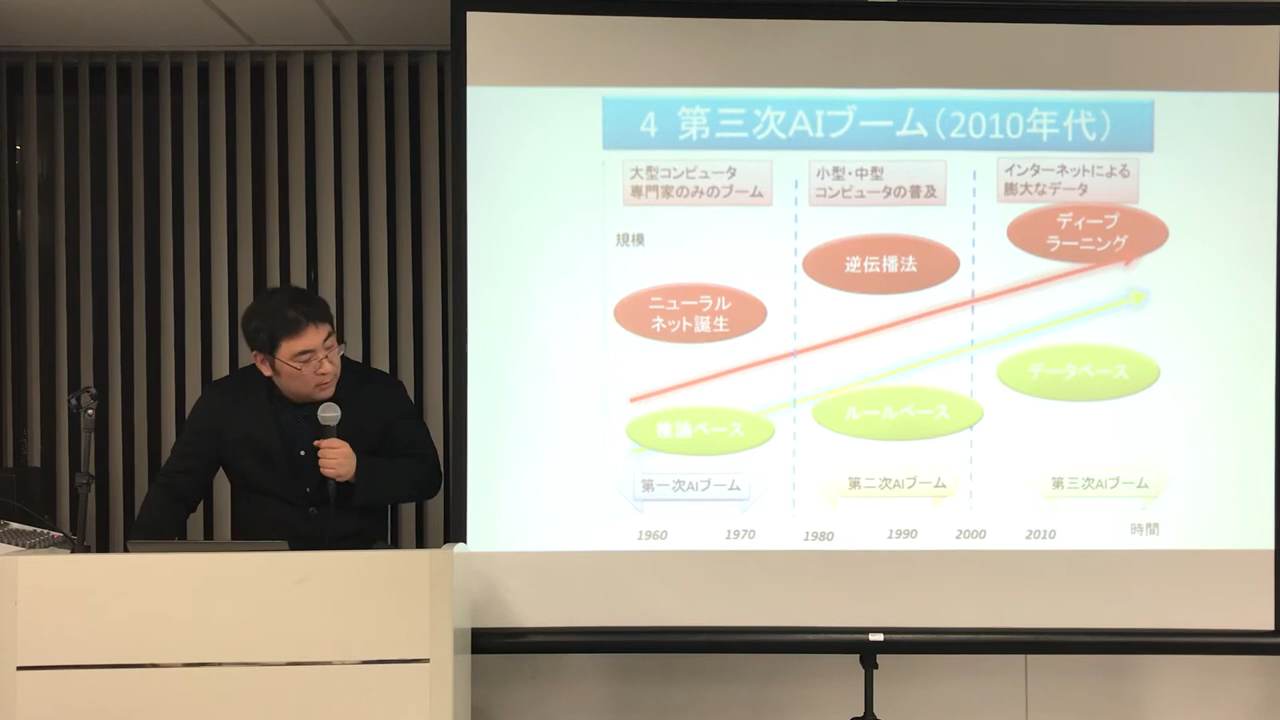 4 第三次AIブーム（2010年代）
大型コンピュータ
専門家のみのブーム
小型・中型
コンピュータの普及
インターネットによる
膨大なデータ
規模
ニューラル
ネット誕生
逆伝播法
ディープ
ラーニング
推論ベース
ルールベース
データベース
第一次AIブーム
第二次AIブーム
第三次AIブーム
1960
1970
1980
1990
2000
2010
時間